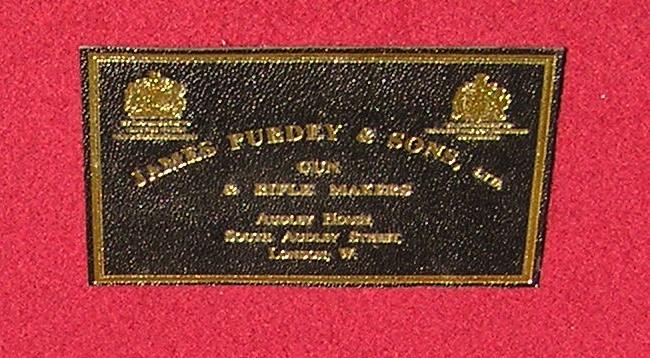 JAMES PURDEY & SONS, LTD
GUN
& RIFLE MAKERS
AUDLEY HOUSE,
SOUTH AUDLEY STREET,
LONDON, W.